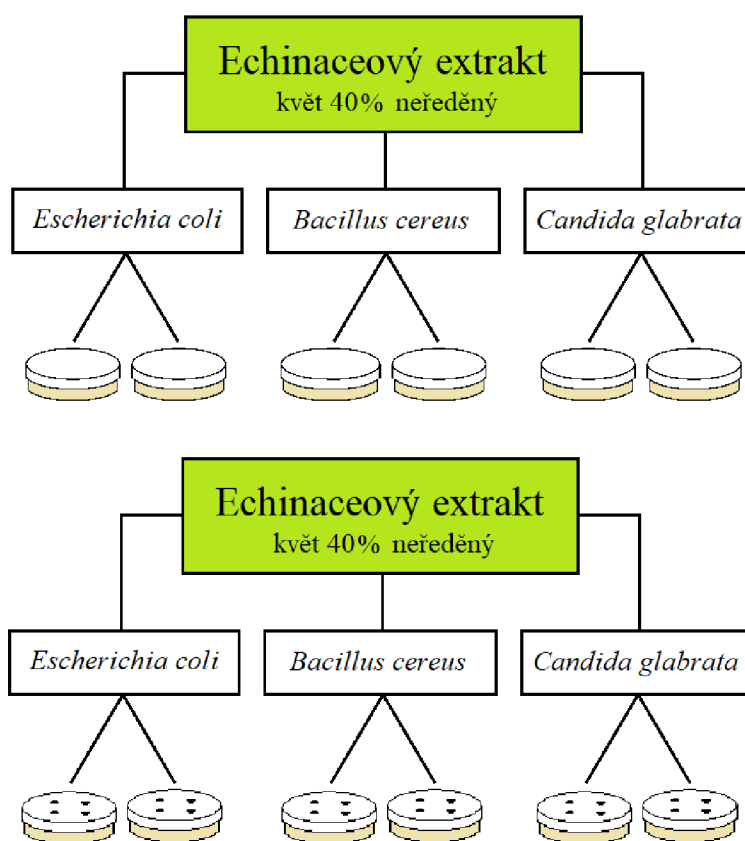 Echinaceový extrakt
květ 40% neředěný
Escherichia coli
Bacillus cereus
Candida glabrata
Echinaceový extrakt
květ 40% neředěný
Escherichia coli
Bacillus cereus
Candida glabrata